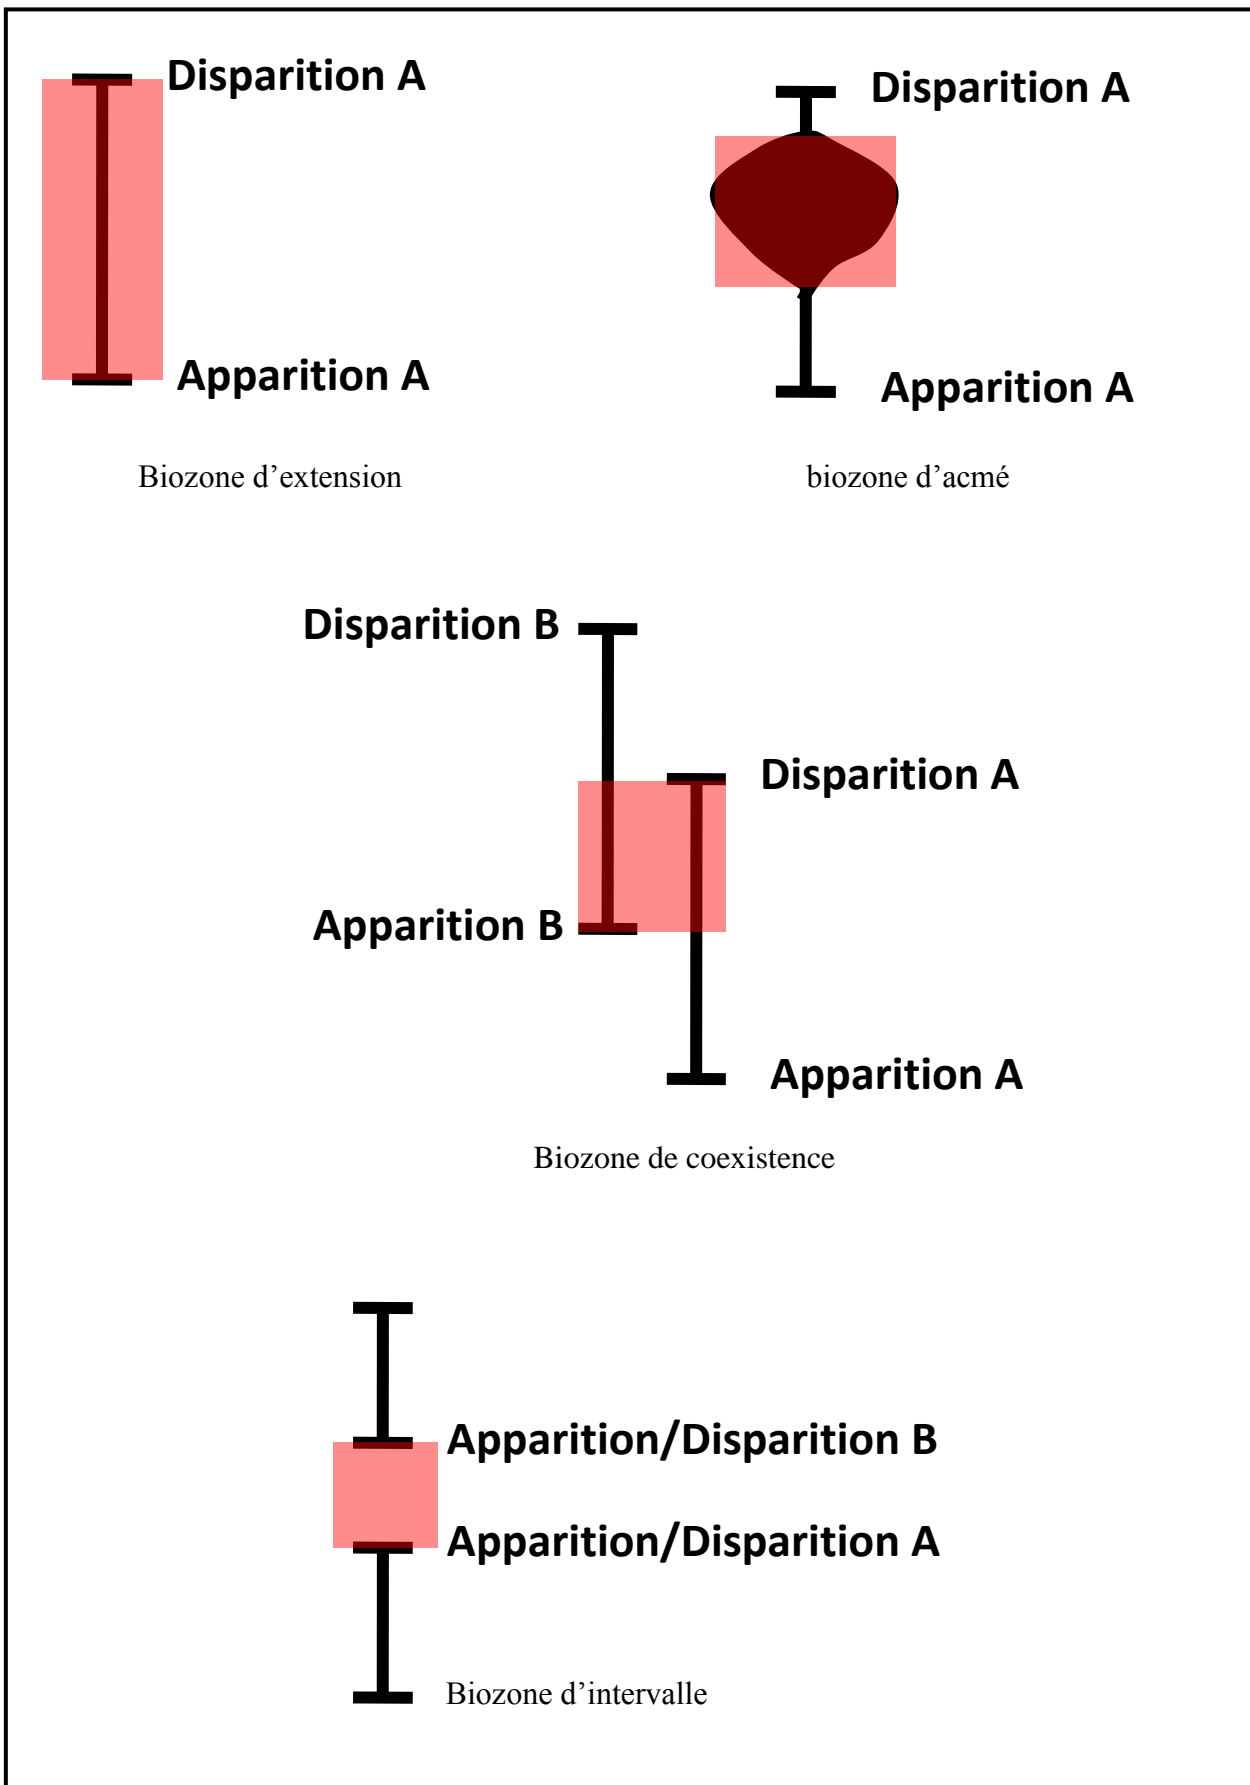 Disparition A
Disparition A
Apparition A
Apparition A
Biozone d’extension
biozone d’acmé
Disparition B
Disparition A
Apparition B
Apparition A
Biozone de coexistence
Apparition/Disparition B
Apparition/Disparition A
Biozone d’intervalle